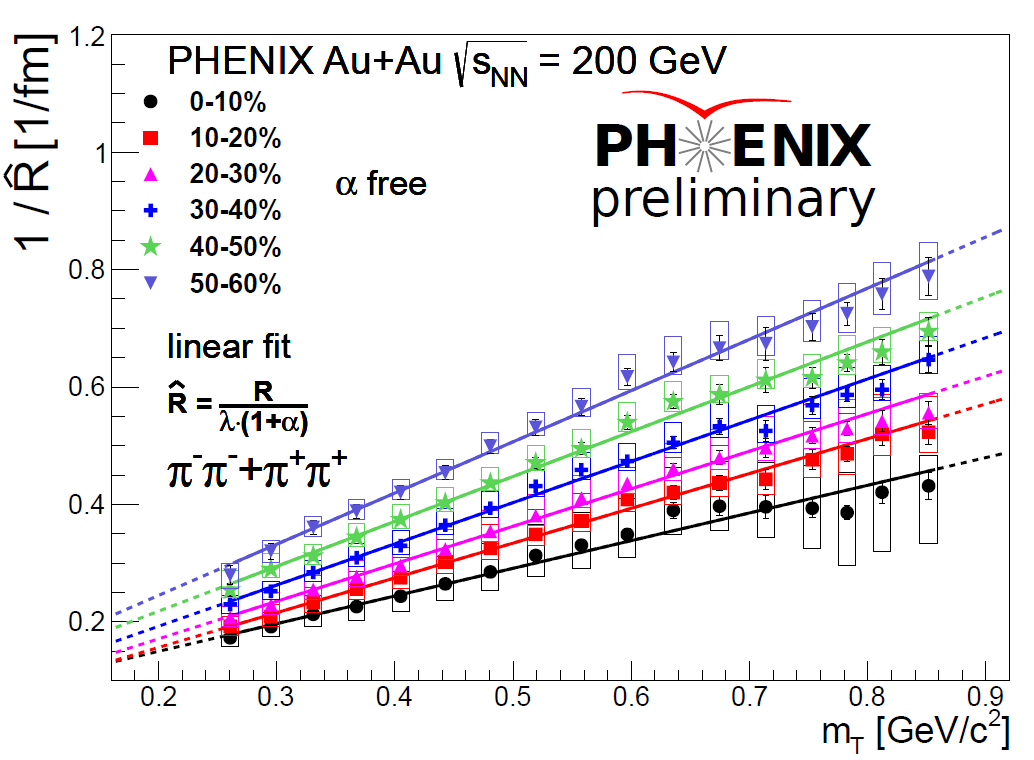 PHENIX Au+Au √sNN = 200 GeV
0-10%
10-20%
20-30%
30-40%
40-50%
50-60%
α free
PHENIX
preliminary
linear fit
R̂ = R / λ·(1+α)
π⁻π⁻+π⁺π⁺
1 / R̂ [1/fm]
1.2
1
0.8
0.6
0.4
0.2
0.2 0.3 0.4 0.5 0.6 0.7 0.8 0.9
mT [GeV/c²]